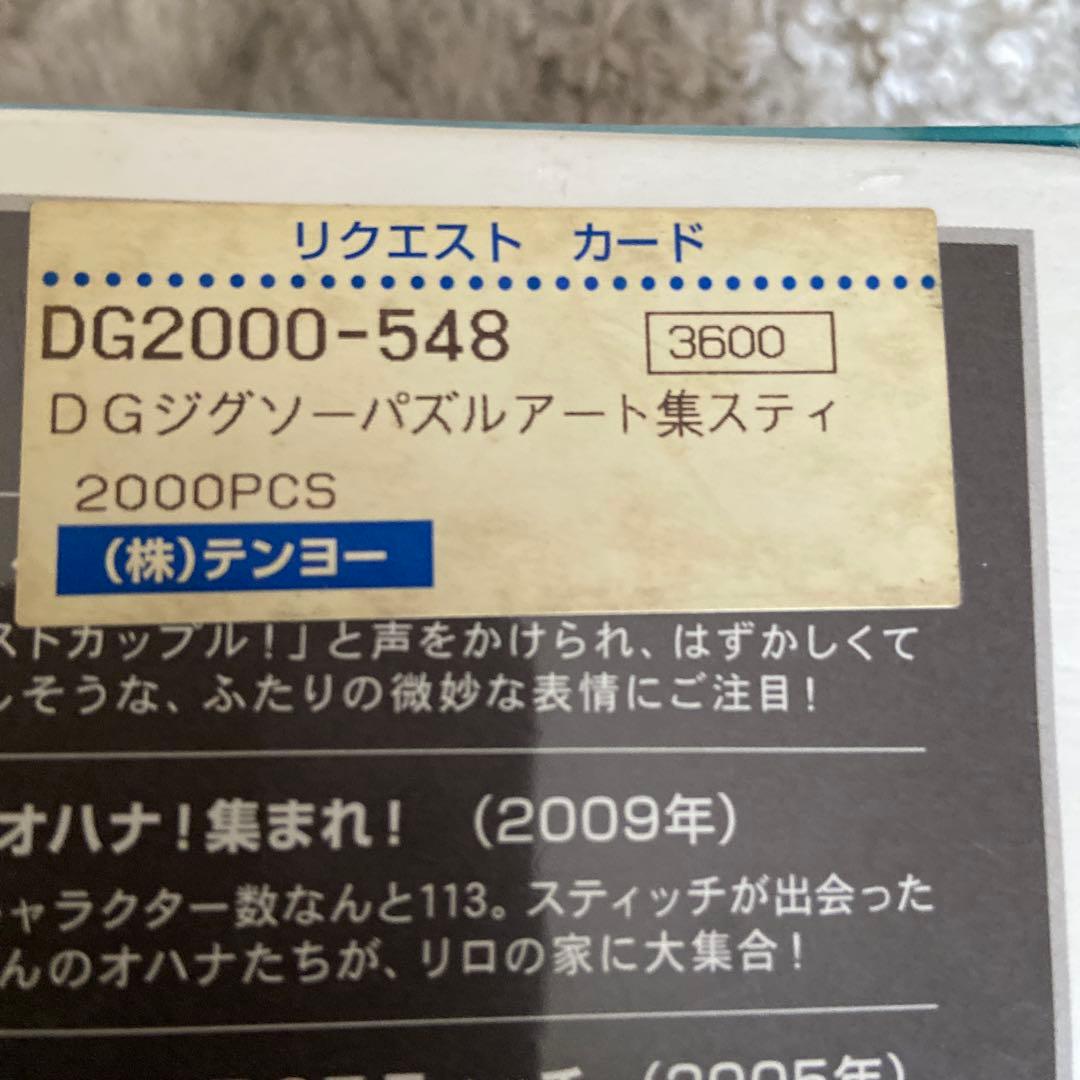 リクエスト カード
DG2000-548
3600
DGジグソーパズルアート集スティ
2000PCS
(株)テンヨー
ストカップル!」と声をかけられ、はずかしくて
しそうな、ふたりの微妙な表情にご注目!
オハナ!集まれ! (2009年)
キャラクター数なんと113。スティッチが出会った
んのオハナたちが、リロの家に大集合!
(2005年)